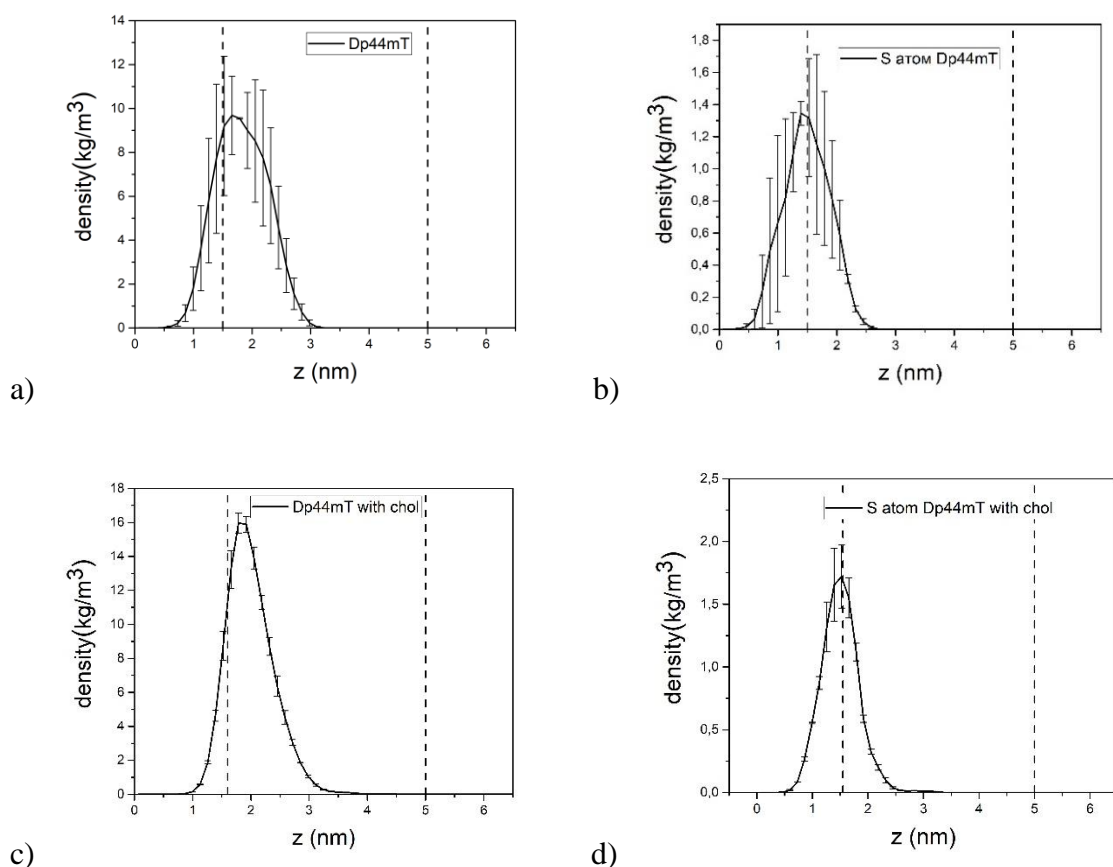 14
12
10
8
6
4
2
0
density(kg/m³)
Dp44mT
0 1 2 3 4 5 6
z (nm)
a)
1,8
1,6
1,4
1,2
1,0
0,8
0,6
0,4
0,2
0,0
density(kg/m³)
S атом Dp44mT
0 1 2 3 4 5 6
z (nm)
b)
18
16
14
12
10
8
6
4
2
0
density(kg/m³)
Dp44mT with chol
0 1 2 3 4 5 6
z (nm)
c)
2,5
2,0
1,5
1,0
0,5
0,0
density(kg/m³)
S atom Dp44mT with chol
0 1 2 3 4 5 6
z (nm)
d)